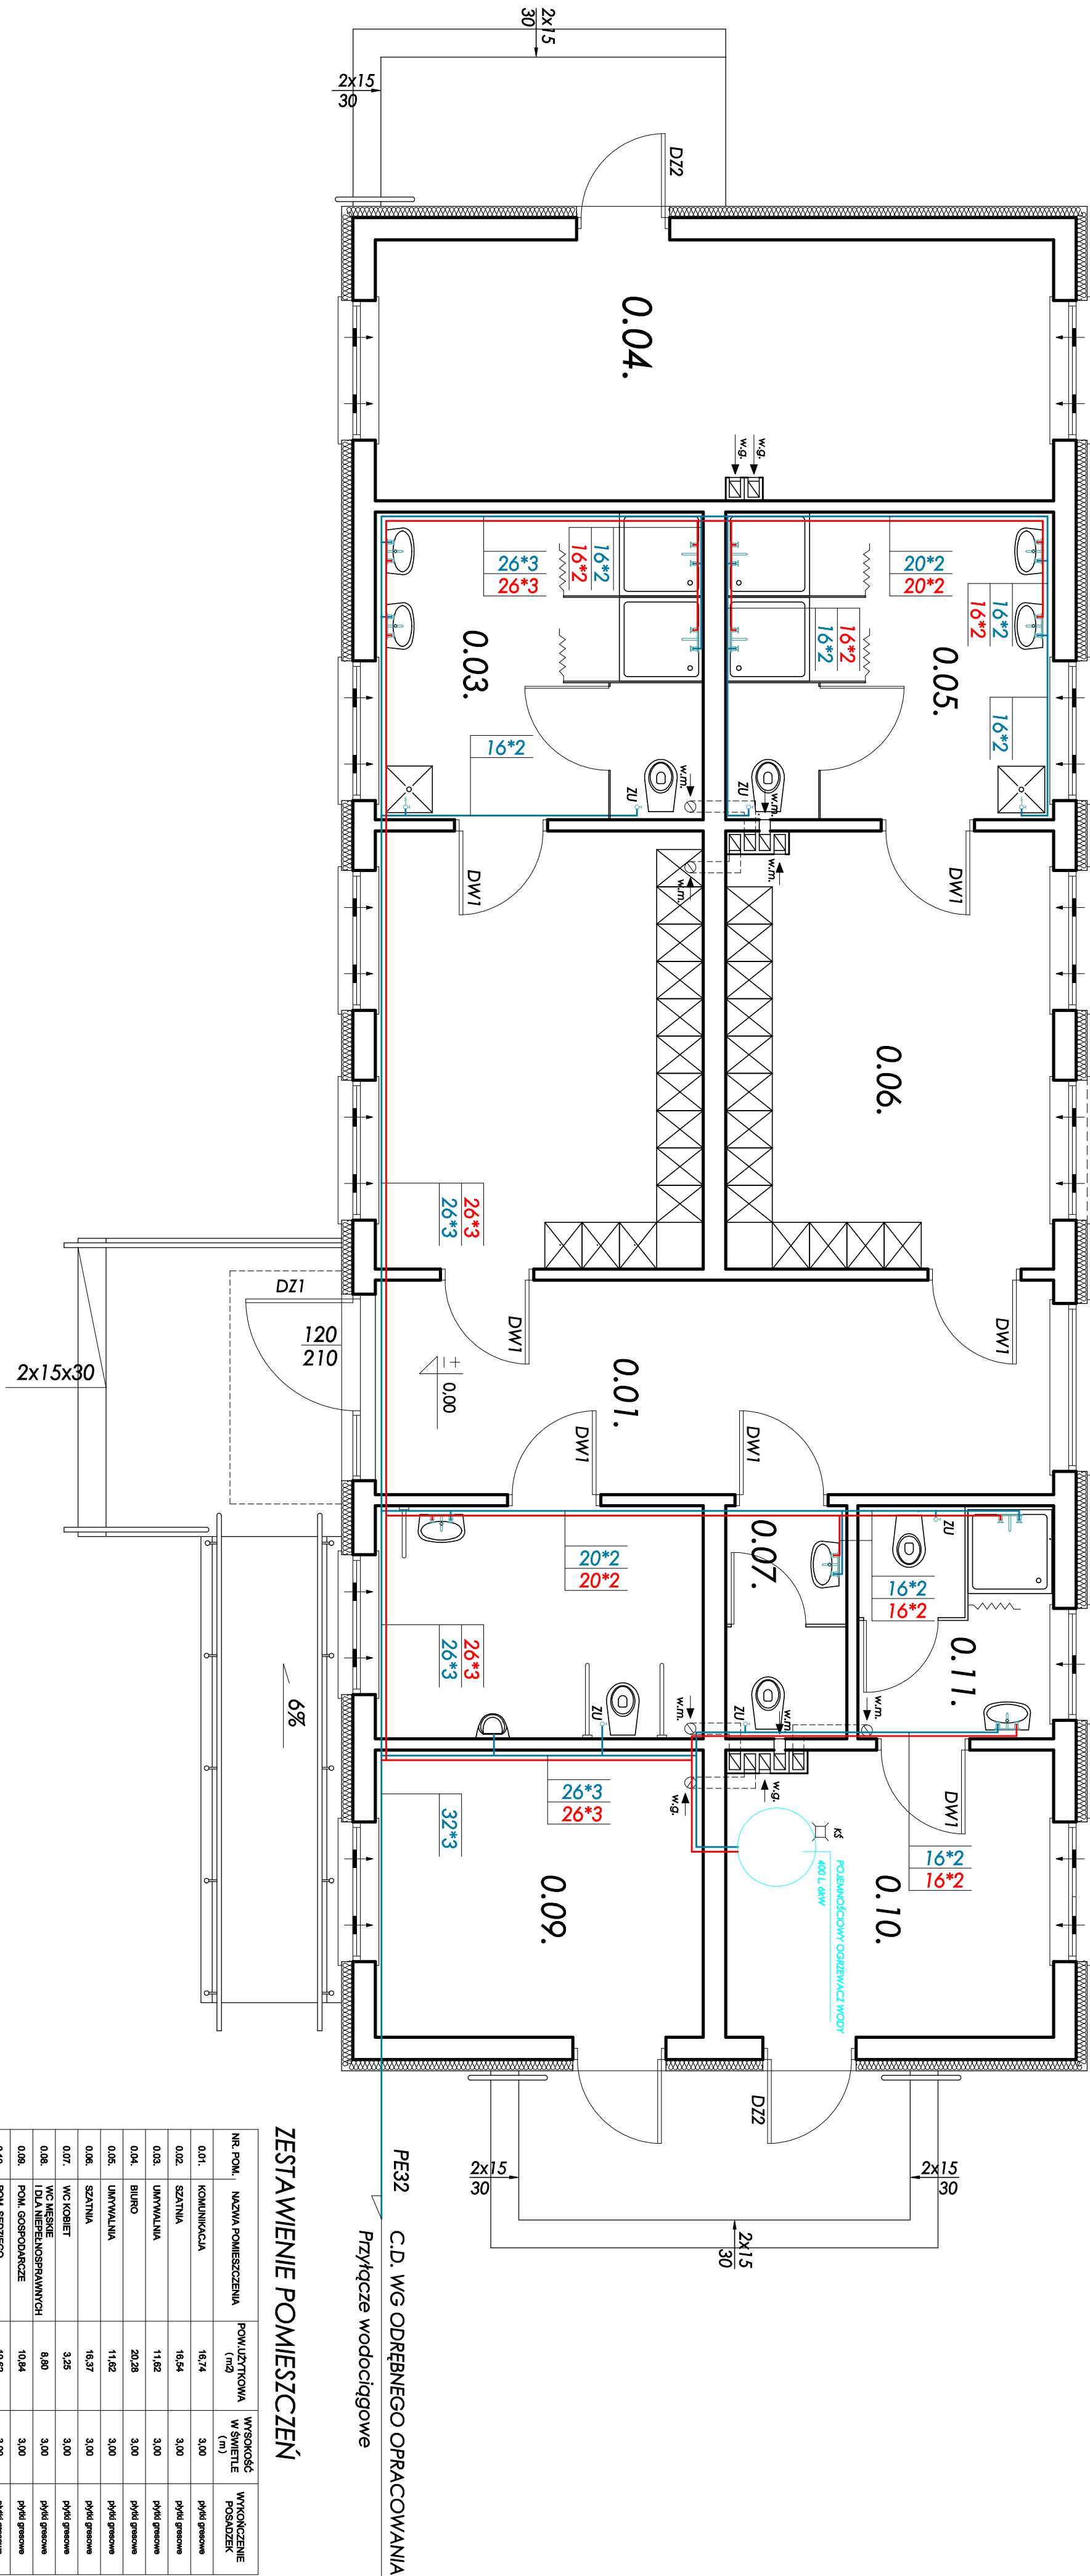 2x15
30
2x15
30
DZ2
0.04.
w.g.
w.g.
16*2
16*2
26*3
26*3
20*2
20*2
16*2
16*2
16*2
16*2
0.03.
0.05.
16*2
16*2
ZU
w.m.
ZU
w.m.
w.m.
w.m.
DW1
DW1
0.06.
26*3
26*3
DZ1
120
210
2x15x30
DW1
DW1
± 0,00
0.01.
DW1
DW1
20*2
20*2
0.07.
ZU
16*2
16*2
26*3
26*3
0.11.
6%
ZU
w.m.
ZU
w.m.
w.m.
32*3
26*3
26*3
w.g.
w.g.
DW1
KŚ
16*2
16*2
POJEMNOŚCIOWY OGRZEWACZ WODY
400 L 6kW
0.09.
0.10.
DZ2
2x15
30
2x15
30
2x15
30
PE32
C.D. WG ODRĘBNEGO OPRACOWANIA
Przyłącze wodociągowe
ZESTAWIENIE POMIESZCZEŃ
NR. POM. NAZWA POMIESZCZENIA POW.UŻYTKOWA (m2) WYSOKOŚĆ W ŚWIETLE (m) WYKOŃCZENIE POSADZEK
0.01. KOMUNIKACJA 16,74 3,00 płytki gresowe
0.02. SZATNIA 16,54 3,00 płytki gresowe
0.03. UMYWALNIA 11,62 3,00 płytki gresowe
0.04. BIURO 20,28 3,00 płytki gresowe
0.05. UMYWALNIA 11,62 3,00 płytki gresowe
0.06. SZATNIA 16,37 3,00 płytki gresowe
0.07. WC KOBIET 3,25 3,00 płytki gresowe
0.08. WC MĘSKIE I DLA NIEPEŁNOSPRAWNYCH 8,80 3,00 płytki gresowe
0.09. POM. GOSPODARCZE 10,84 3,00 płytki gresowe